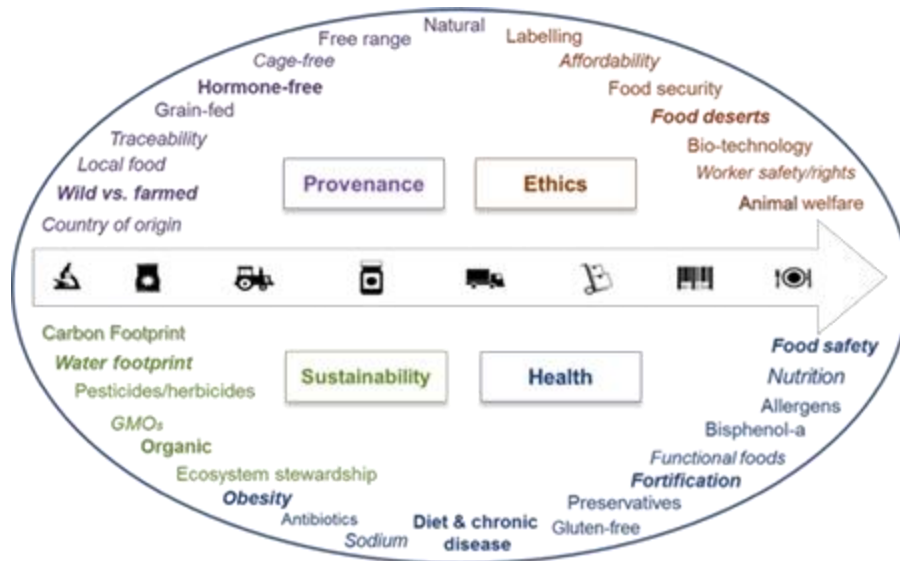 Natural
Free range
Labelling
Cage-free
Affordability
Hormone-free
Food security
Grain-fed
Food deserts
Traceability
Bio-technology
Local food
Worker safety/rights
Provenance
Ethics
Wild vs. farmed
Animal welfare
Country of origin
Carbon Footprint
Food safety
Water footprint
Sustainability
Health
Nutrition
Pesticides/herbicides
Allergens
GMOs
Bisphenol-a
Organic
Functional foods
Ecosystem stewardship
Fortification
Obesity
Preservatives
Antibiotics
Diet & chronic
disease
Gluten-free
Sodium